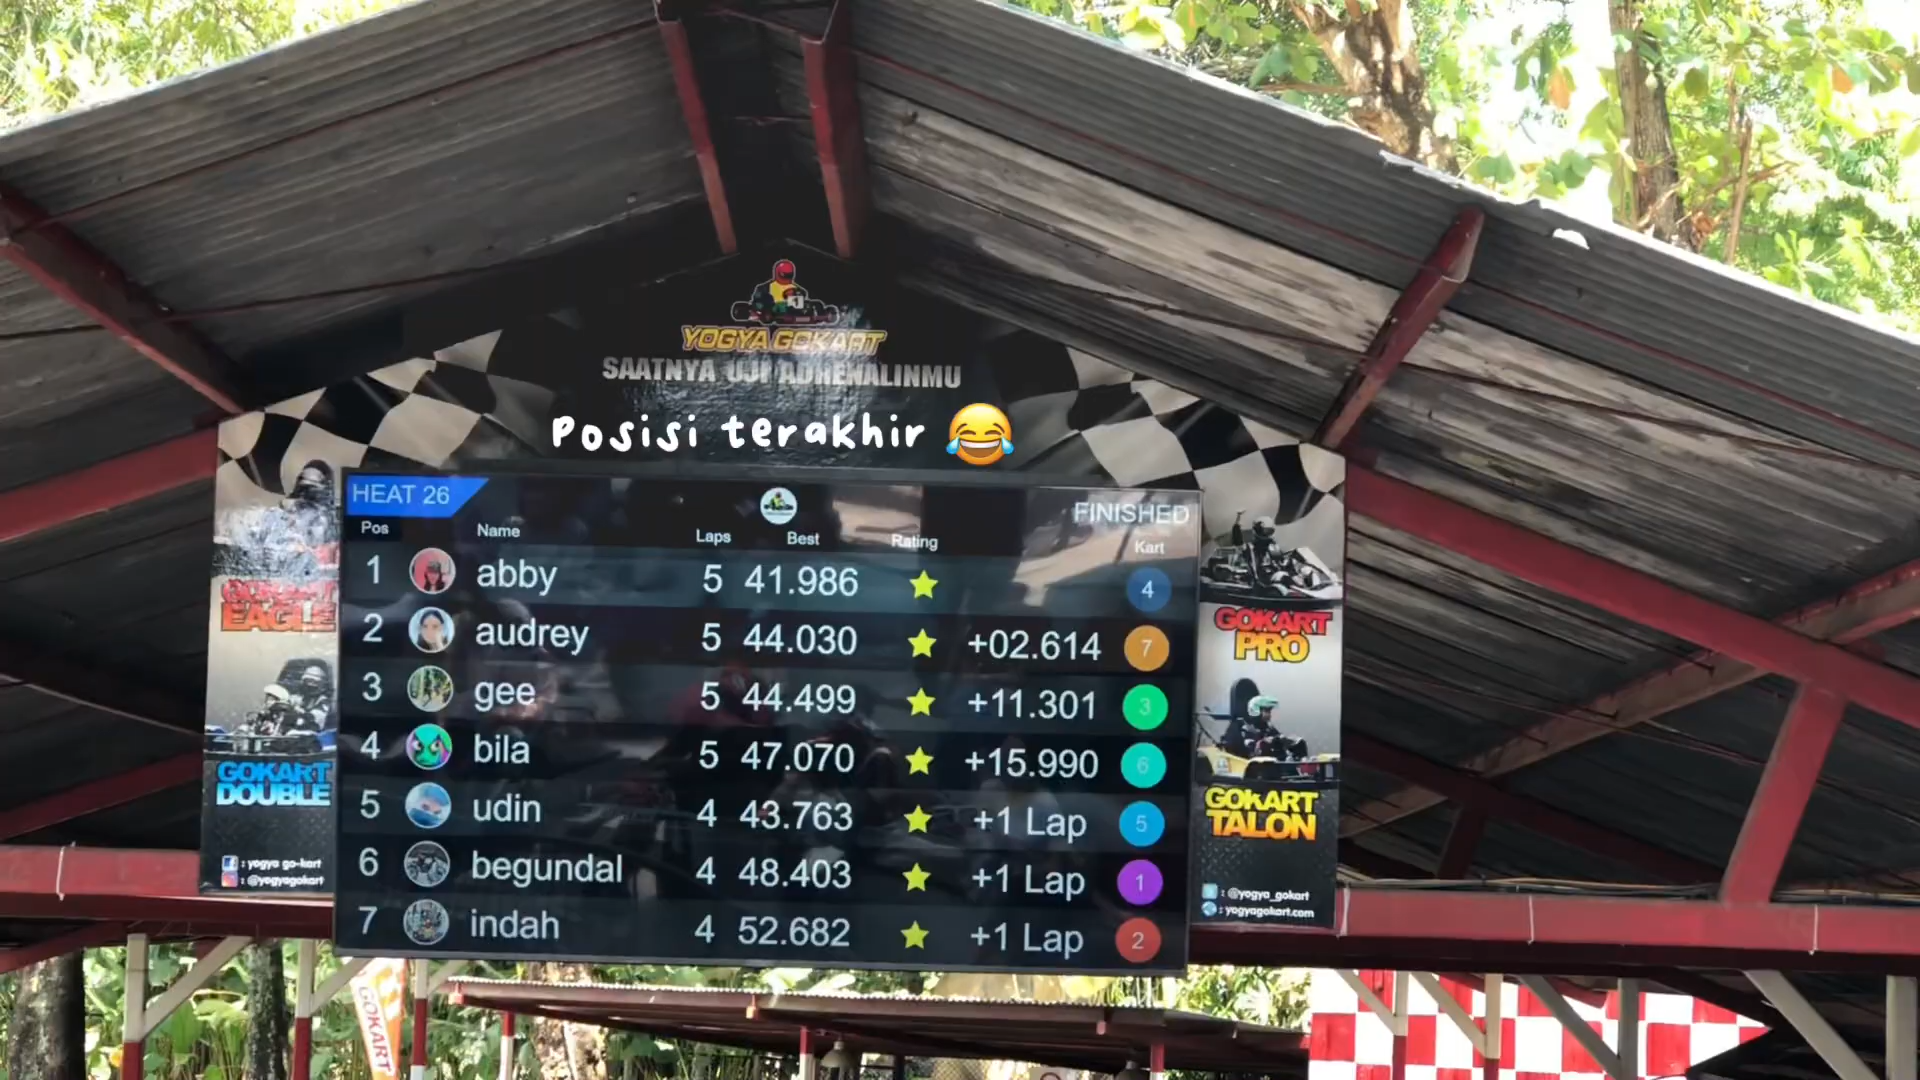 YOGYA GOKART
SAATNYA UJI ADRENALINMU
Posisi terakhir 😂
HEAT 26
FINISHED
Pos Name Laps Best Rating Kart
1 abby 5 41.986 4
2 audrey 5 44.030 +02.614 7
3 gee 5 44.499 +11.301 3
4 bila 5 47.070 +15.990 6
5 udin 4 43.763 +1 Lap 5
6 begundal 4 48.403 +1 Lap 1
7 indah 4 52.682 +1 Lap 2
GOKART
EAGLE
GOKART
DOUBLE
: yogya go-kart
: @yogyagokart
GOKART
PRO
GOKART
TALON
: @yogya_gokart
: yogyagokart.com
GOKART